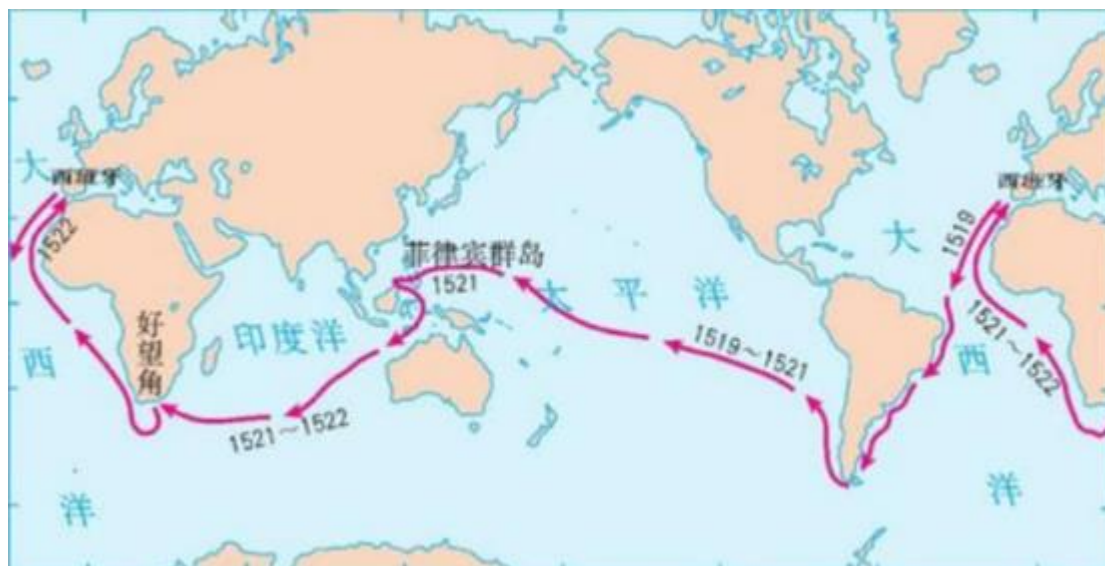 大
西班牙
1522
好望角
西
洋
印度洋
1521～1522
菲律宾群岛
1521
太平洋
1519～1521
西班牙
大
1519
1521～1522
西
洋